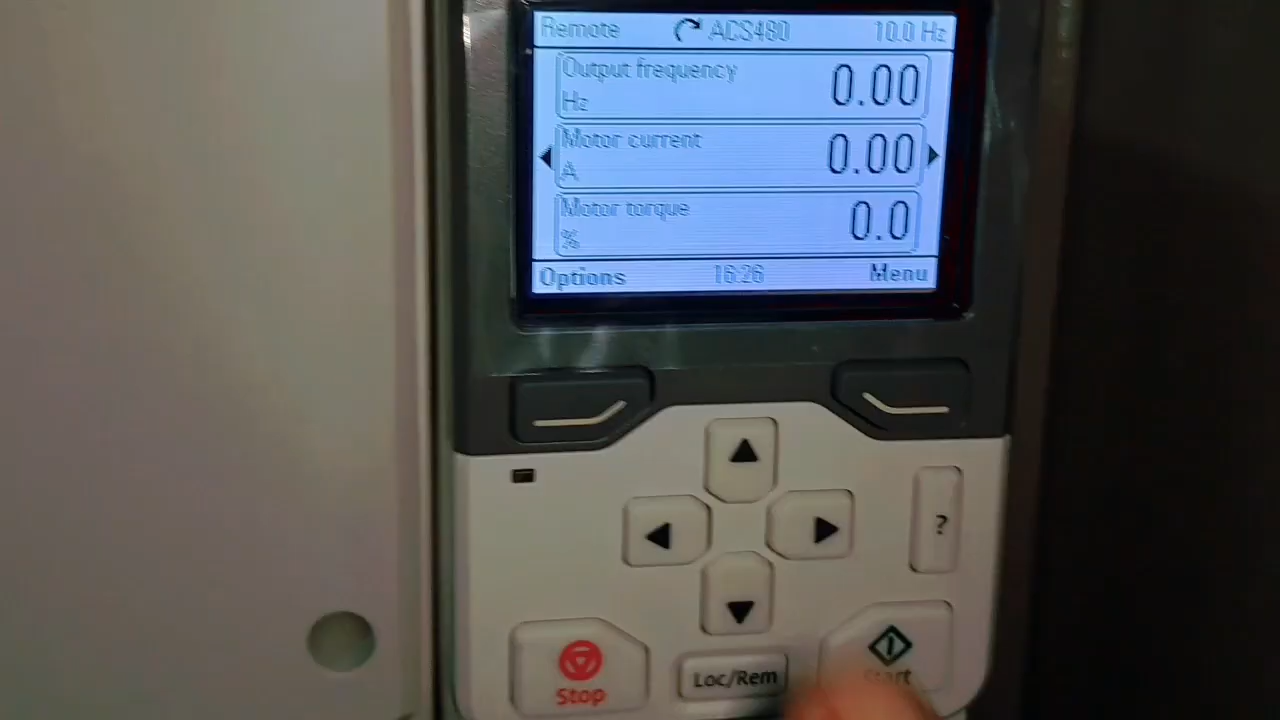 Remote ACS480 10.0 Hz
Output frequency
Hz
0.00
Motor current
A
0.00
Motor torque
%
0.0
Options 16:26 Menu
?
Stop
Loc/Rem
Start